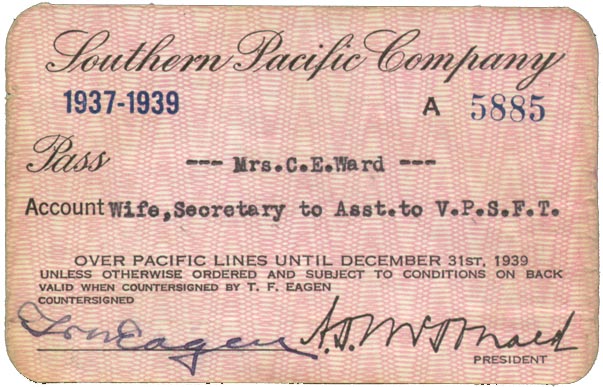 Southern Pacific Company
1937-1939 A 5885
Pass --- Mrs.C.E.Ward ---
Account Wife,Secretary to Asst.to V.P.S.F.T.
OVER PACIFIC LINES UNTIL DECEMBER 31ST, 1939
UNLESS OTHERWISE ORDERED AND SUBJECT TO CONDITIONS ON BACK
VALID WHEN COUNTERSIGNED BY T. F. EAGEN
COUNTERSIGNED
Eagen A.D. McDonald
PRESIDENT